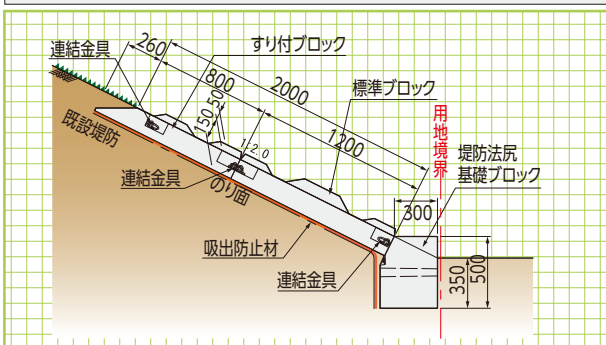 260
連結金具
すり付ブロック
800
2000
標準ブロック
50
150
1200
用地境界
既設堤防
1:2.0
堤防法尻
基礎ブロック
連結金具
のり面
300
吹出防止材
連結金具
350
500